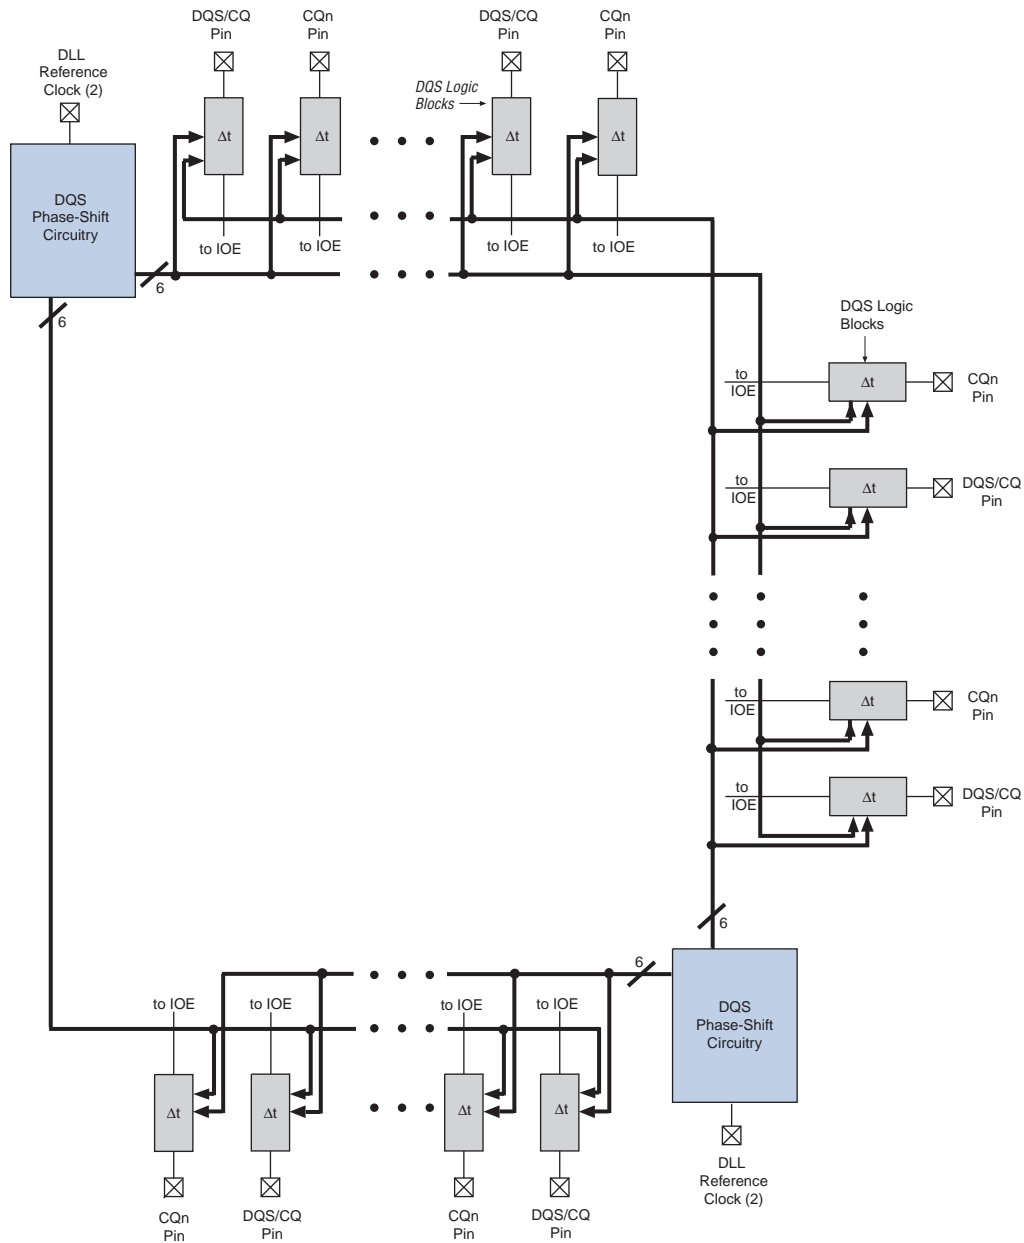 DQS/CQ
Pin
CQn
Pin
DQS/CQ
Pin
CQn
Pin
DLL
Reference
Clock (2)
DQS Logic
Blocks
Δt
Δt
Δt
Δt
DQS
Phase-Shift
Circuitry
to IOE
to IOE
to IOE
to IOE
6
6
DQS Logic
Blocks
to
IOE
Δt
CQn
Pin
to
IOE
Δt
DQS/CQ
Pin
to
IOE
Δt
CQn
Pin
to
IOE
Δt
DQS/CQ
Pin
6
6
to IOE
to IOE
to IOE
to IOE
DQS
Phase-Shift
Circuitry
Δt
Δt
Δt
Δt
DLL
Reference
Clock (2)
CQn
Pin
DQS/CQ
Pin
CQn
Pin
DQS/CQ
Pin